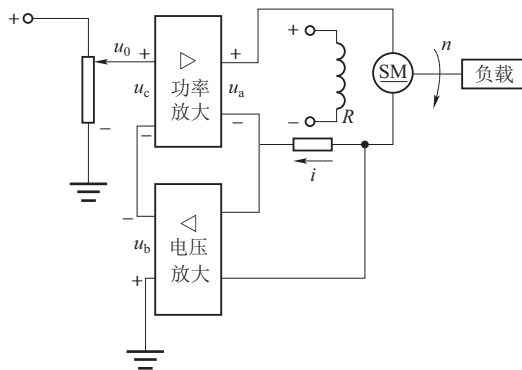 + u0 + 功率放大 + + n
uc ua SM 负载
− − − − R
i
− 电压放大
ub
+